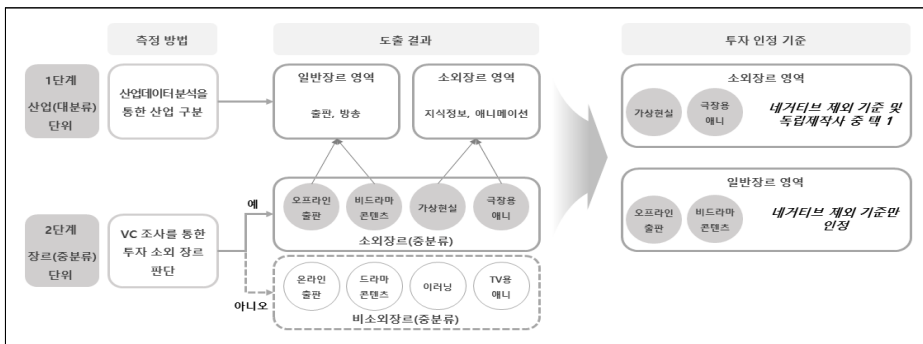 측정 방법
도출 결과
투자 인정 기준
1단계
산업(대분류)
단위
산업데이터 분석을
통한 산업 구분
일반장르 영역
출판, 방송
소외장르 영역
지식정보, 애니메이션
소외장르 영역
가상현실
극장용
애니
네거티브 제외 기준 및
독립제작사 중 택 1
2단계
장르(중분류)
단위
VC 조사를 통한
투자 소외 장르
판단
예
오프라인
출판
비드라마
콘텐츠
가상현실
극장용
애니
소외장르(중분류)
아니오
온라인
출판
드라마
콘텐츠
이러닝
TV용
애니
비소외장르(중분류)
일반장르 영역
오프라인
출판
비드라마
콘텐츠
네거티브 제외 기준만
인정